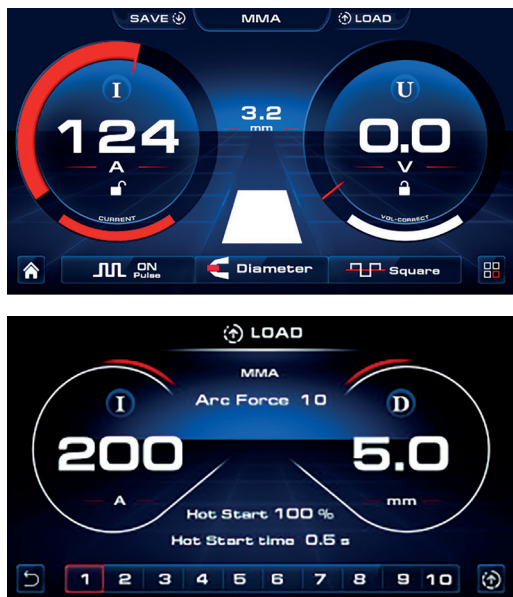 SAVE MMA LOAD
I U
3.2
mm
124 0.0
A V
CURRENT VOL-CORRECT
ON
Pulse Diameter Square
LOAD
MMA
I Arc Force 10 D
200 5.0
A mm
Hot Start 100 %
Hot Start time 0.5 s
1 2 3 4 5 6 7 8 9 10